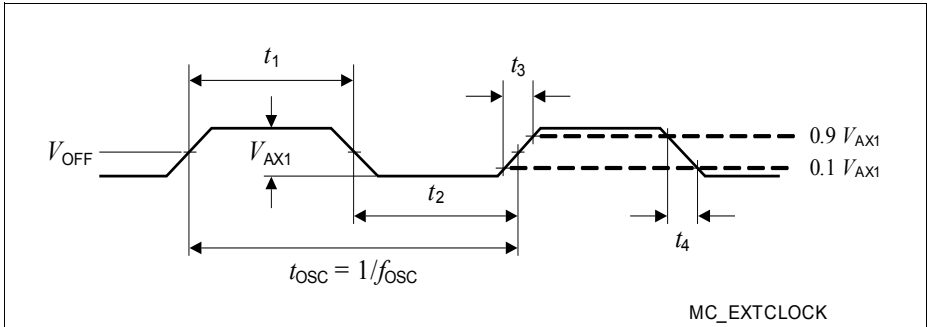 t1
t3
VOFF
VAX1
0.9 VAX1
0.1 VAX1
t2
t4
tOSC = 1/fOSC
MC_EXTCLOCK